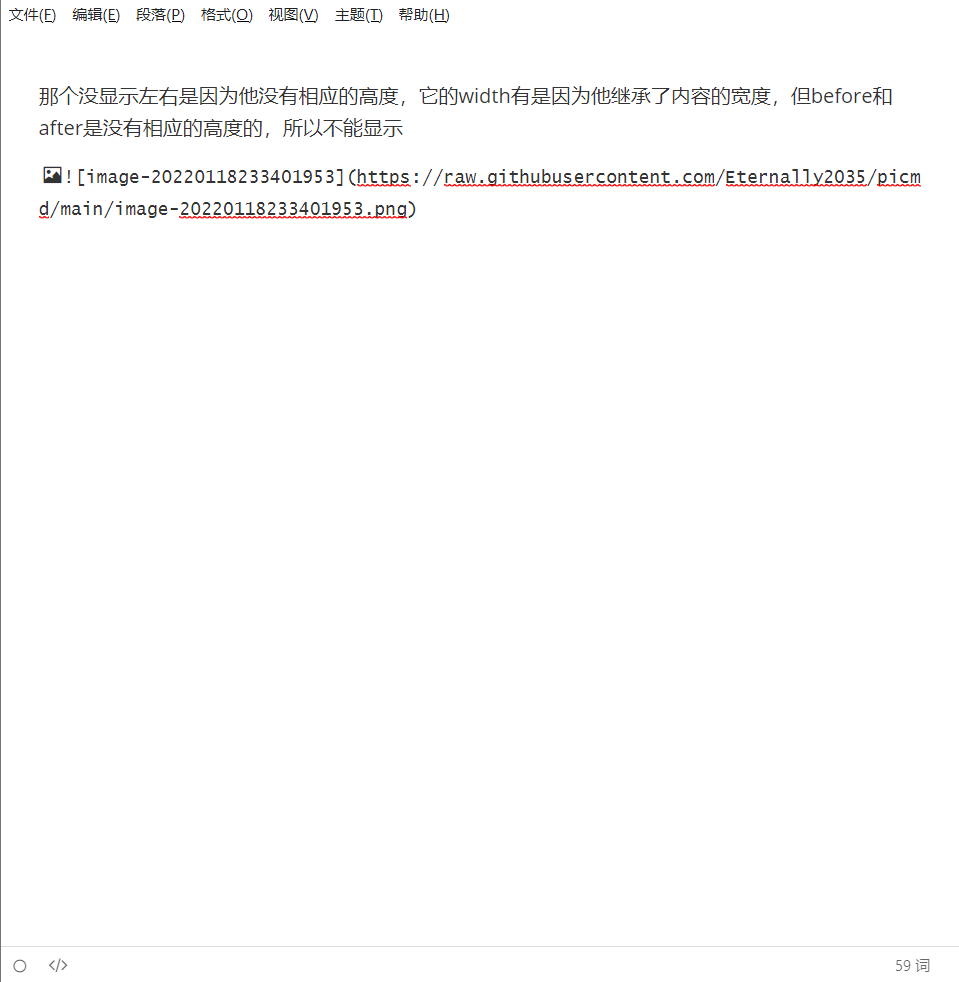 文件(F) 编辑(E) 段落(P) 格式(O) 视图(V) 主题(T) 帮助(H)
那个没显示左右是因为他没有相应的高度，它的width有是因为他继承了内容的宽度，但before和
after是没有相应的高度的，所以不能显示
![image-20220118233401953](https://raw.githubusercontent.com/Eternally2035/picm
d/main/image-20220118233401953.png)
</> 59 词